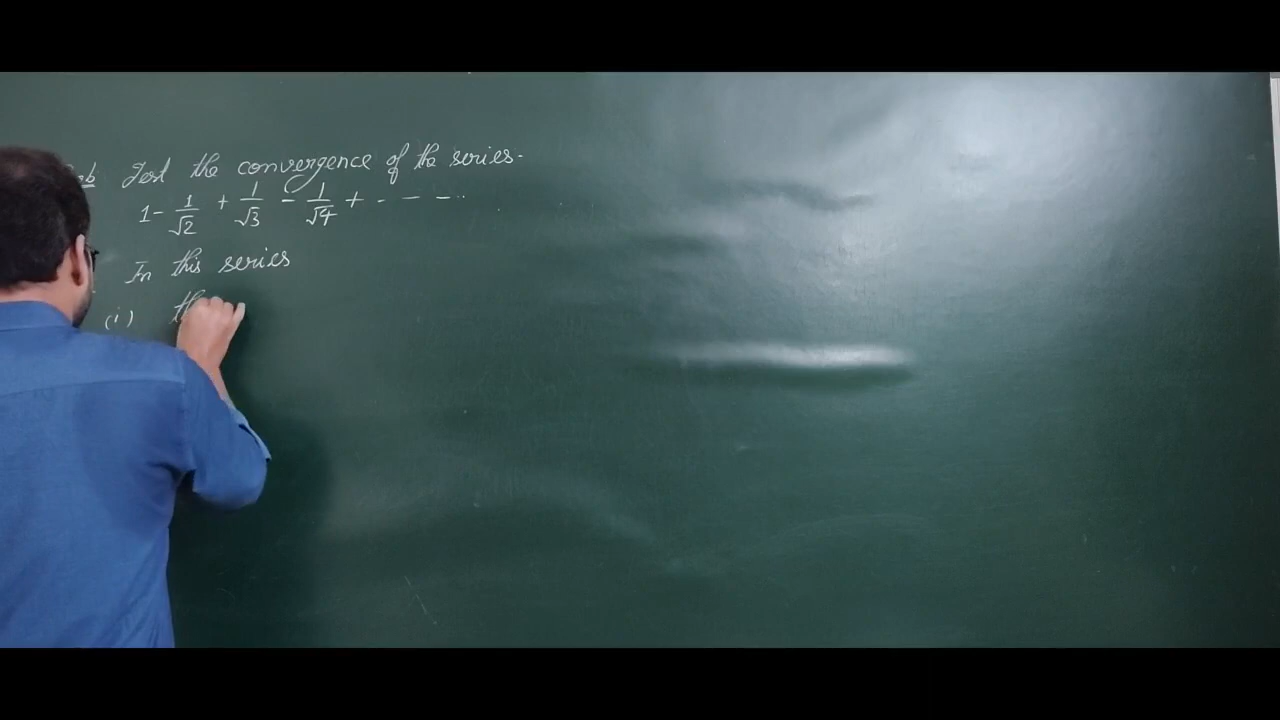 Test the convergence of the series.
1 - 1/√2 + 1/√3 - 1/√4 + - - - ...
In this series
(i)